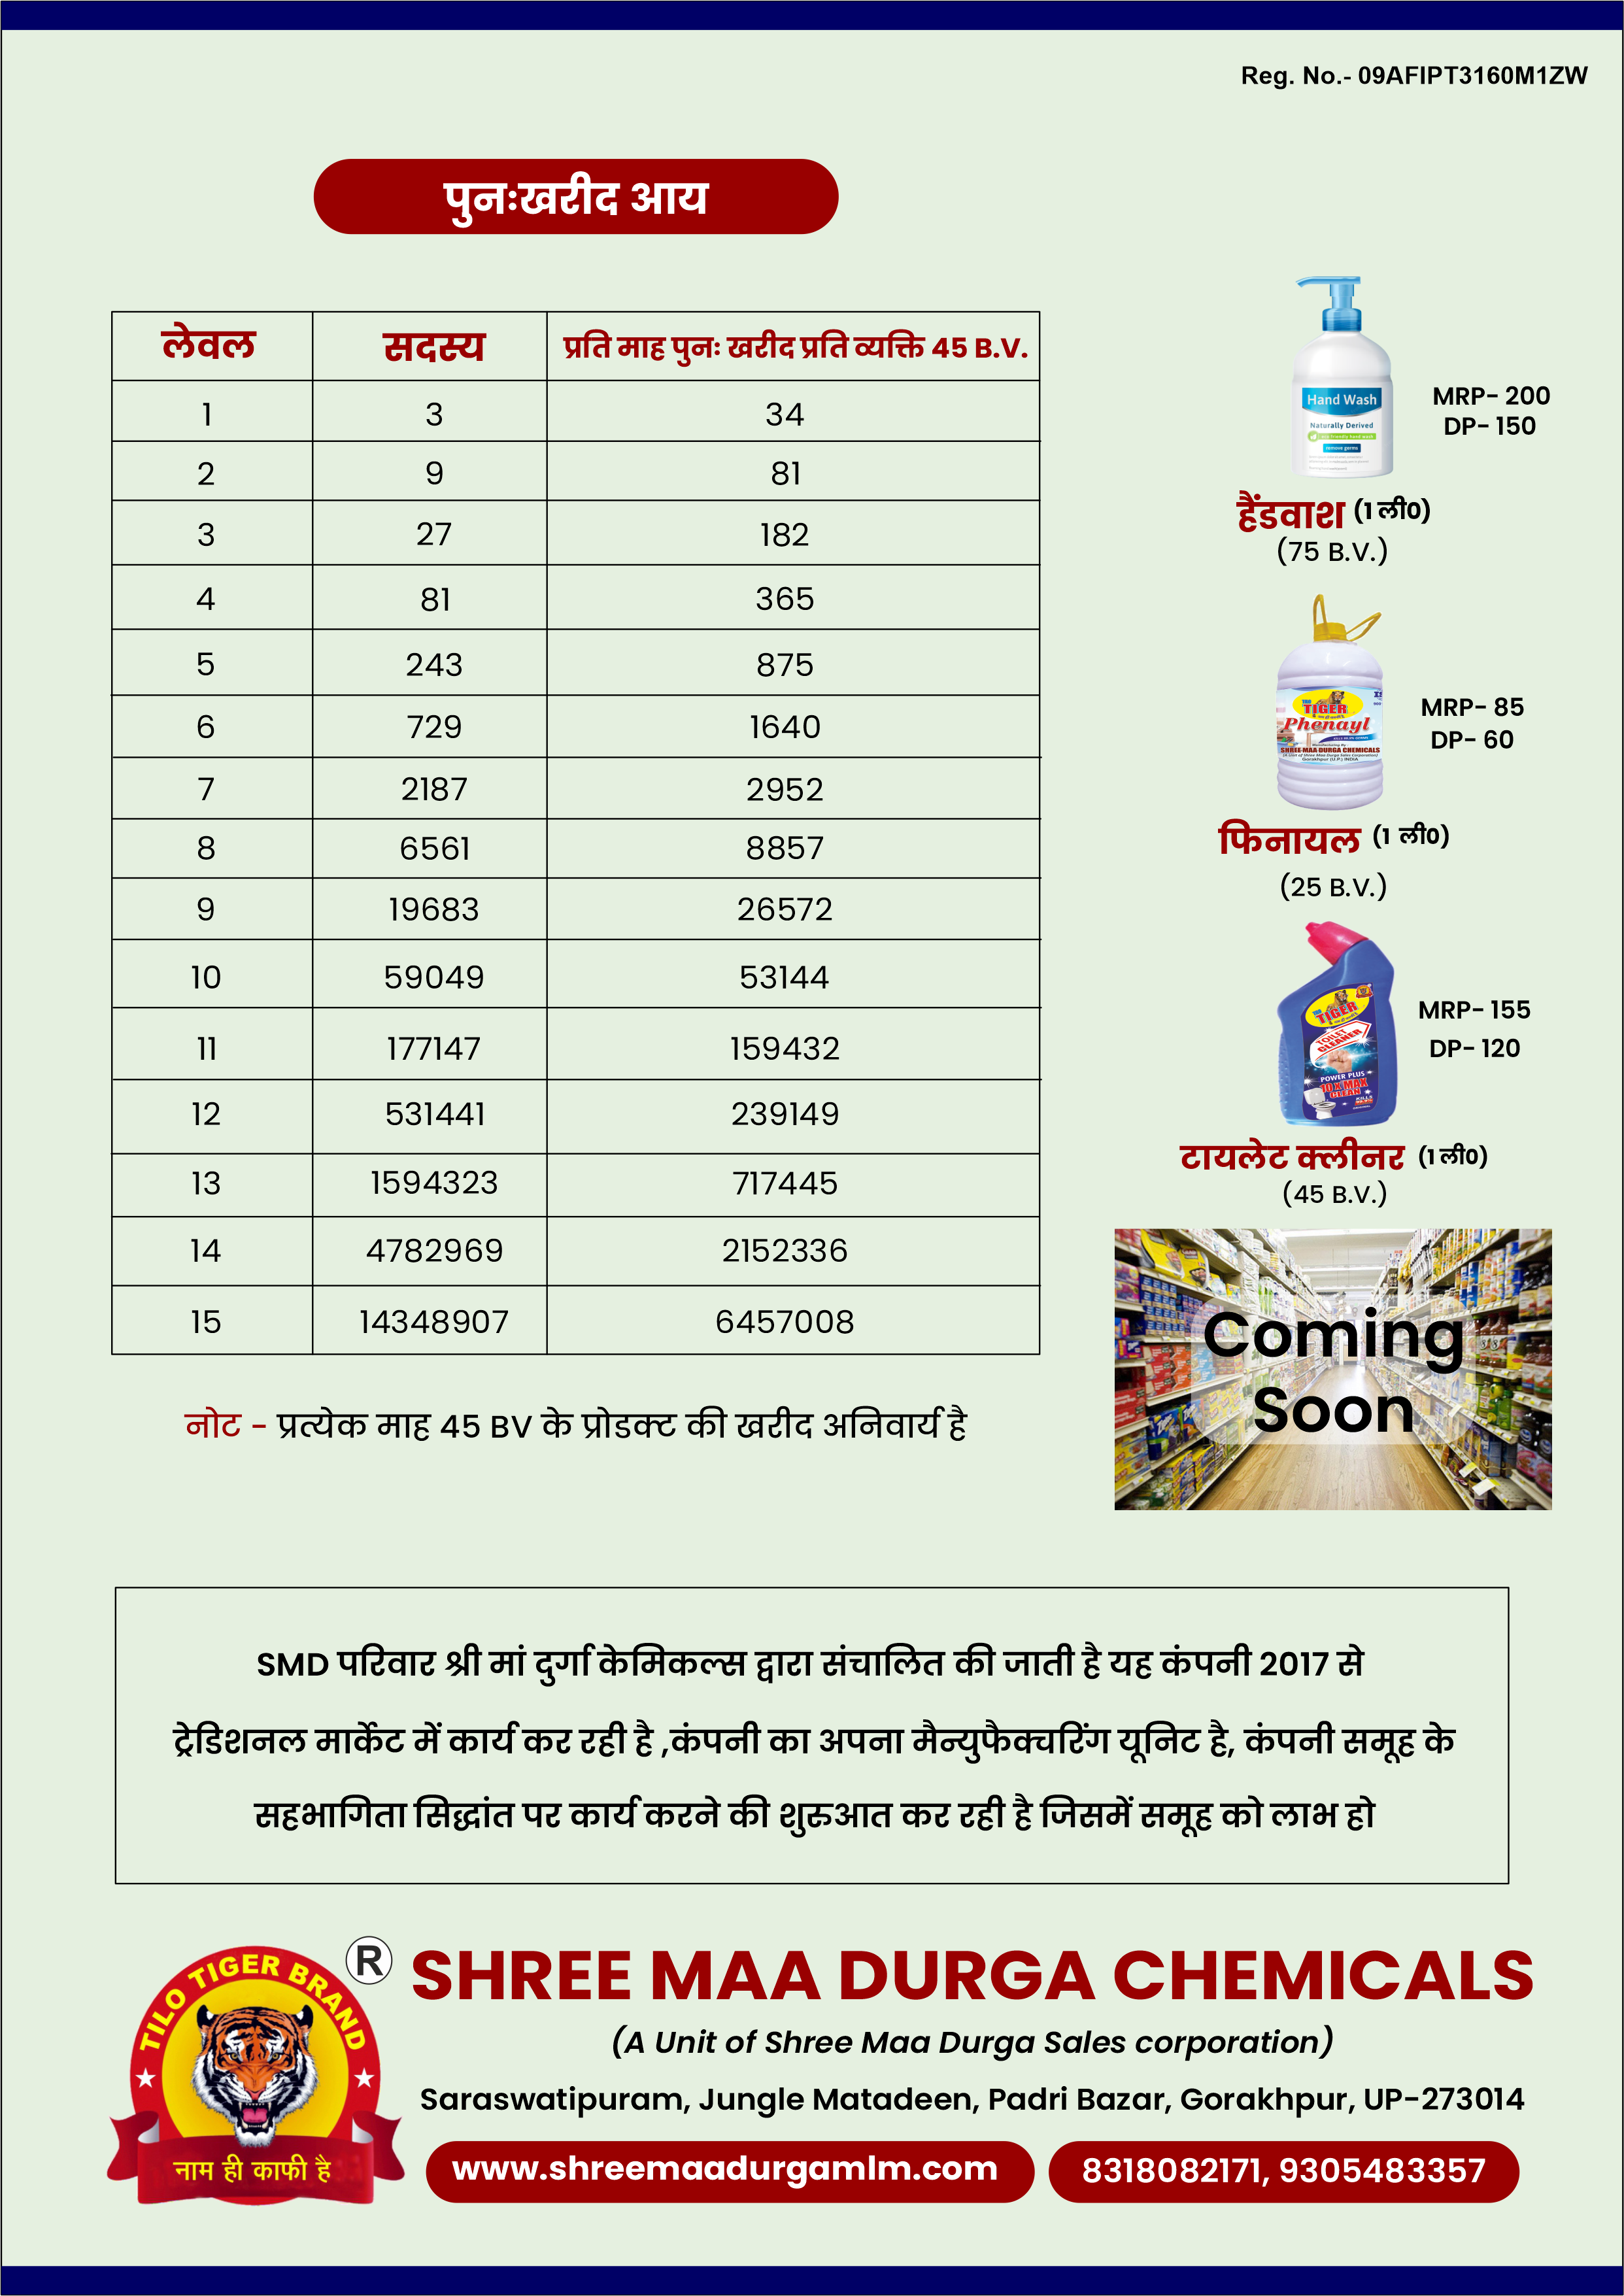 Reg. No.- 09AFIPT3160M1ZW
पुनःखरीद आय
लेवल सदस्य प्रति माह पुनः खरीद प्रति व्यक्ति 45 B.V.
1 3 34
2 9 81
3 27 182
4 81 365
5 243 875
6 729 1640
7 2187 2952
8 6561 8857
9 19683 26572
10 59049 53144
11 177147 159432
12 531441 239149
13 1594323 717445
14 4782969 2152336
15 14348907 6457008
नोट - प्रत्येक माह 45 BV के प्रोडक्ट की खरीद अनिवार्य है
Hand Wash
Naturally Derived
remove germs
MRP- 200
DP- 150
हैंडवाश (1 ली0)
(75 B.V.)
TIGER
Phenayl
SHREE MAA DURGA CHEMICALS
Gorakhpur (U.P.) INDIA
MRP- 85
DP- 60
फिनायल (1 ली0)
(25 B.V.)
TIGER
TOILET
CLEANER
POWER PLUS
10 X MAX
CLEAN
MRP- 155
DP- 120
टायलेट क्लीनर (1 ली0)
(45 B.V.)
Coming
Soon
SMD परिवार श्री मां दुर्गा केमिकल्स द्वारा संचालित की जाती है यह कंपनी 2017 से
ट्रेडिशनल मार्केट में कार्य कर रही है ,कंपनी का अपना मैन्युफैक्चरिंग यूनिट है, कंपनी समूह के
सहभागिता सिद्धांत पर कार्य करने की शुरुआत कर रही है जिसमें समूह को लाभ हो
TILO TIGER BRAND
R
नाम ही काफी है
SHREE MAA DURGA CHEMICALS
(A Unit of Shree Maa Durga Sales corporation)
Saraswatipuram, Jungle Matadeen, Padri Bazar, Gorakhpur, UP-273014
www.shreemaadurgamlm.com
8318082171, 9305483357